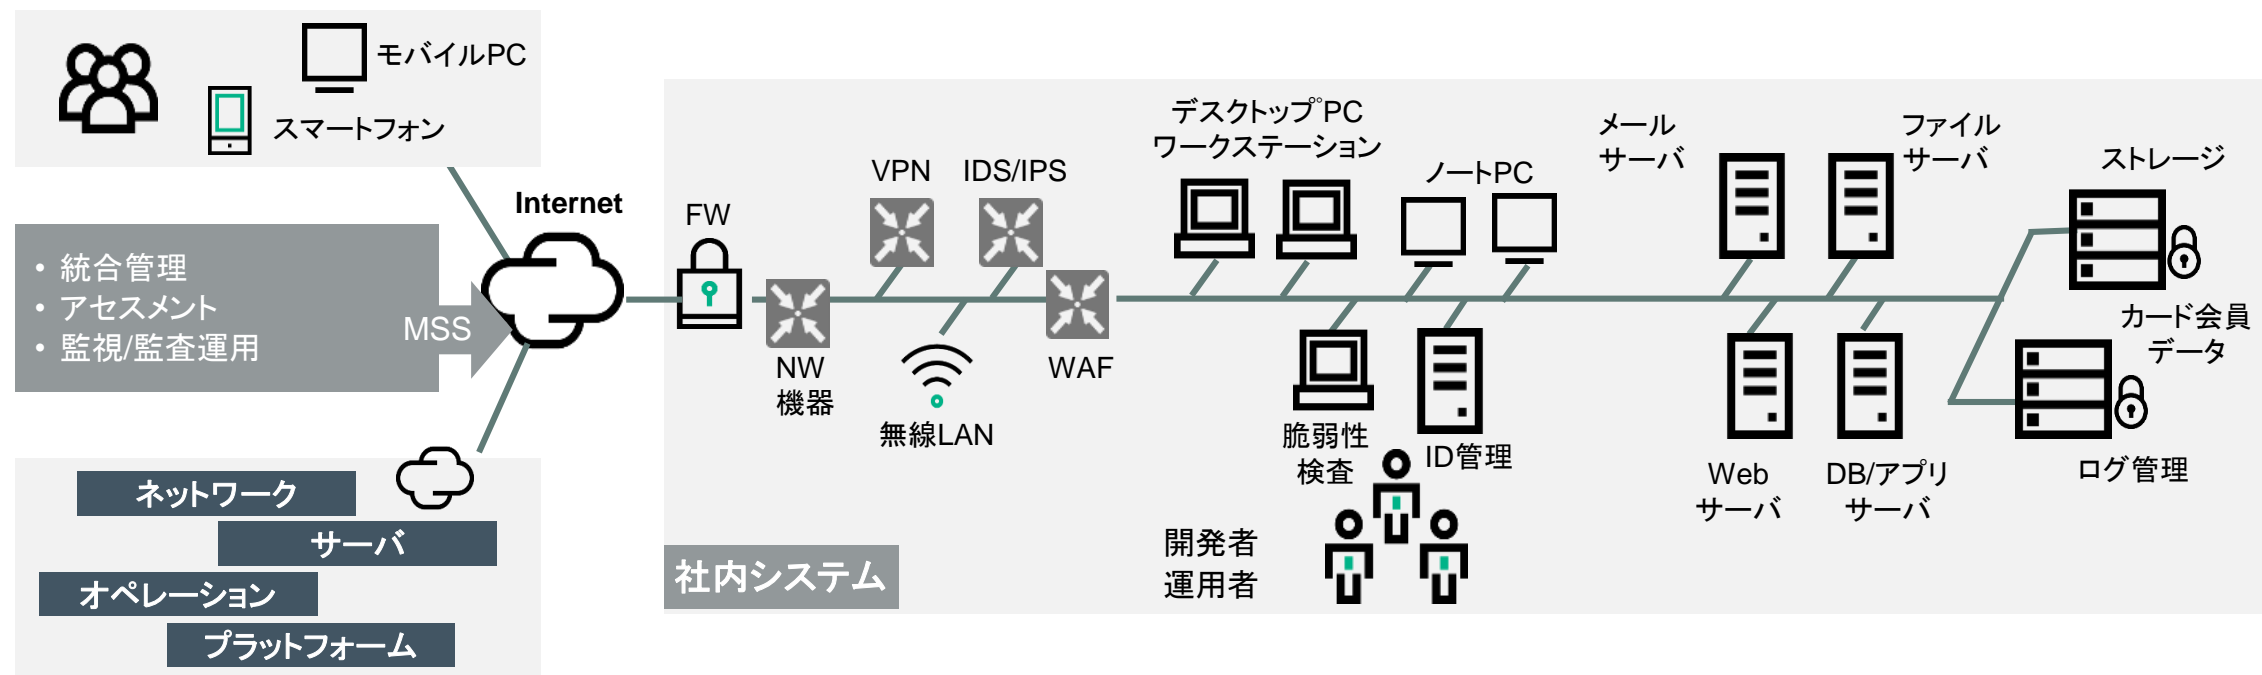 モバイルPC
スマートフォン
Internet
• 統合管理
• アセスメント
• 監視/監査運用
MSS
ネットワーク
サーバ
オペレーション
プラットフォーム
FW
NW
機器
VPN
IDS/IPS
無線LAN
WAF
デスクトップPC
ワークステーション
ノートPC
脆弱性
検査
ID管理
開発者
運用者
メール
サーバ
ファイル
サーバ
ストレージ
カード会員
データ
Web
サーバ
DB/アプリ
サーバ
ログ管理
社内システム